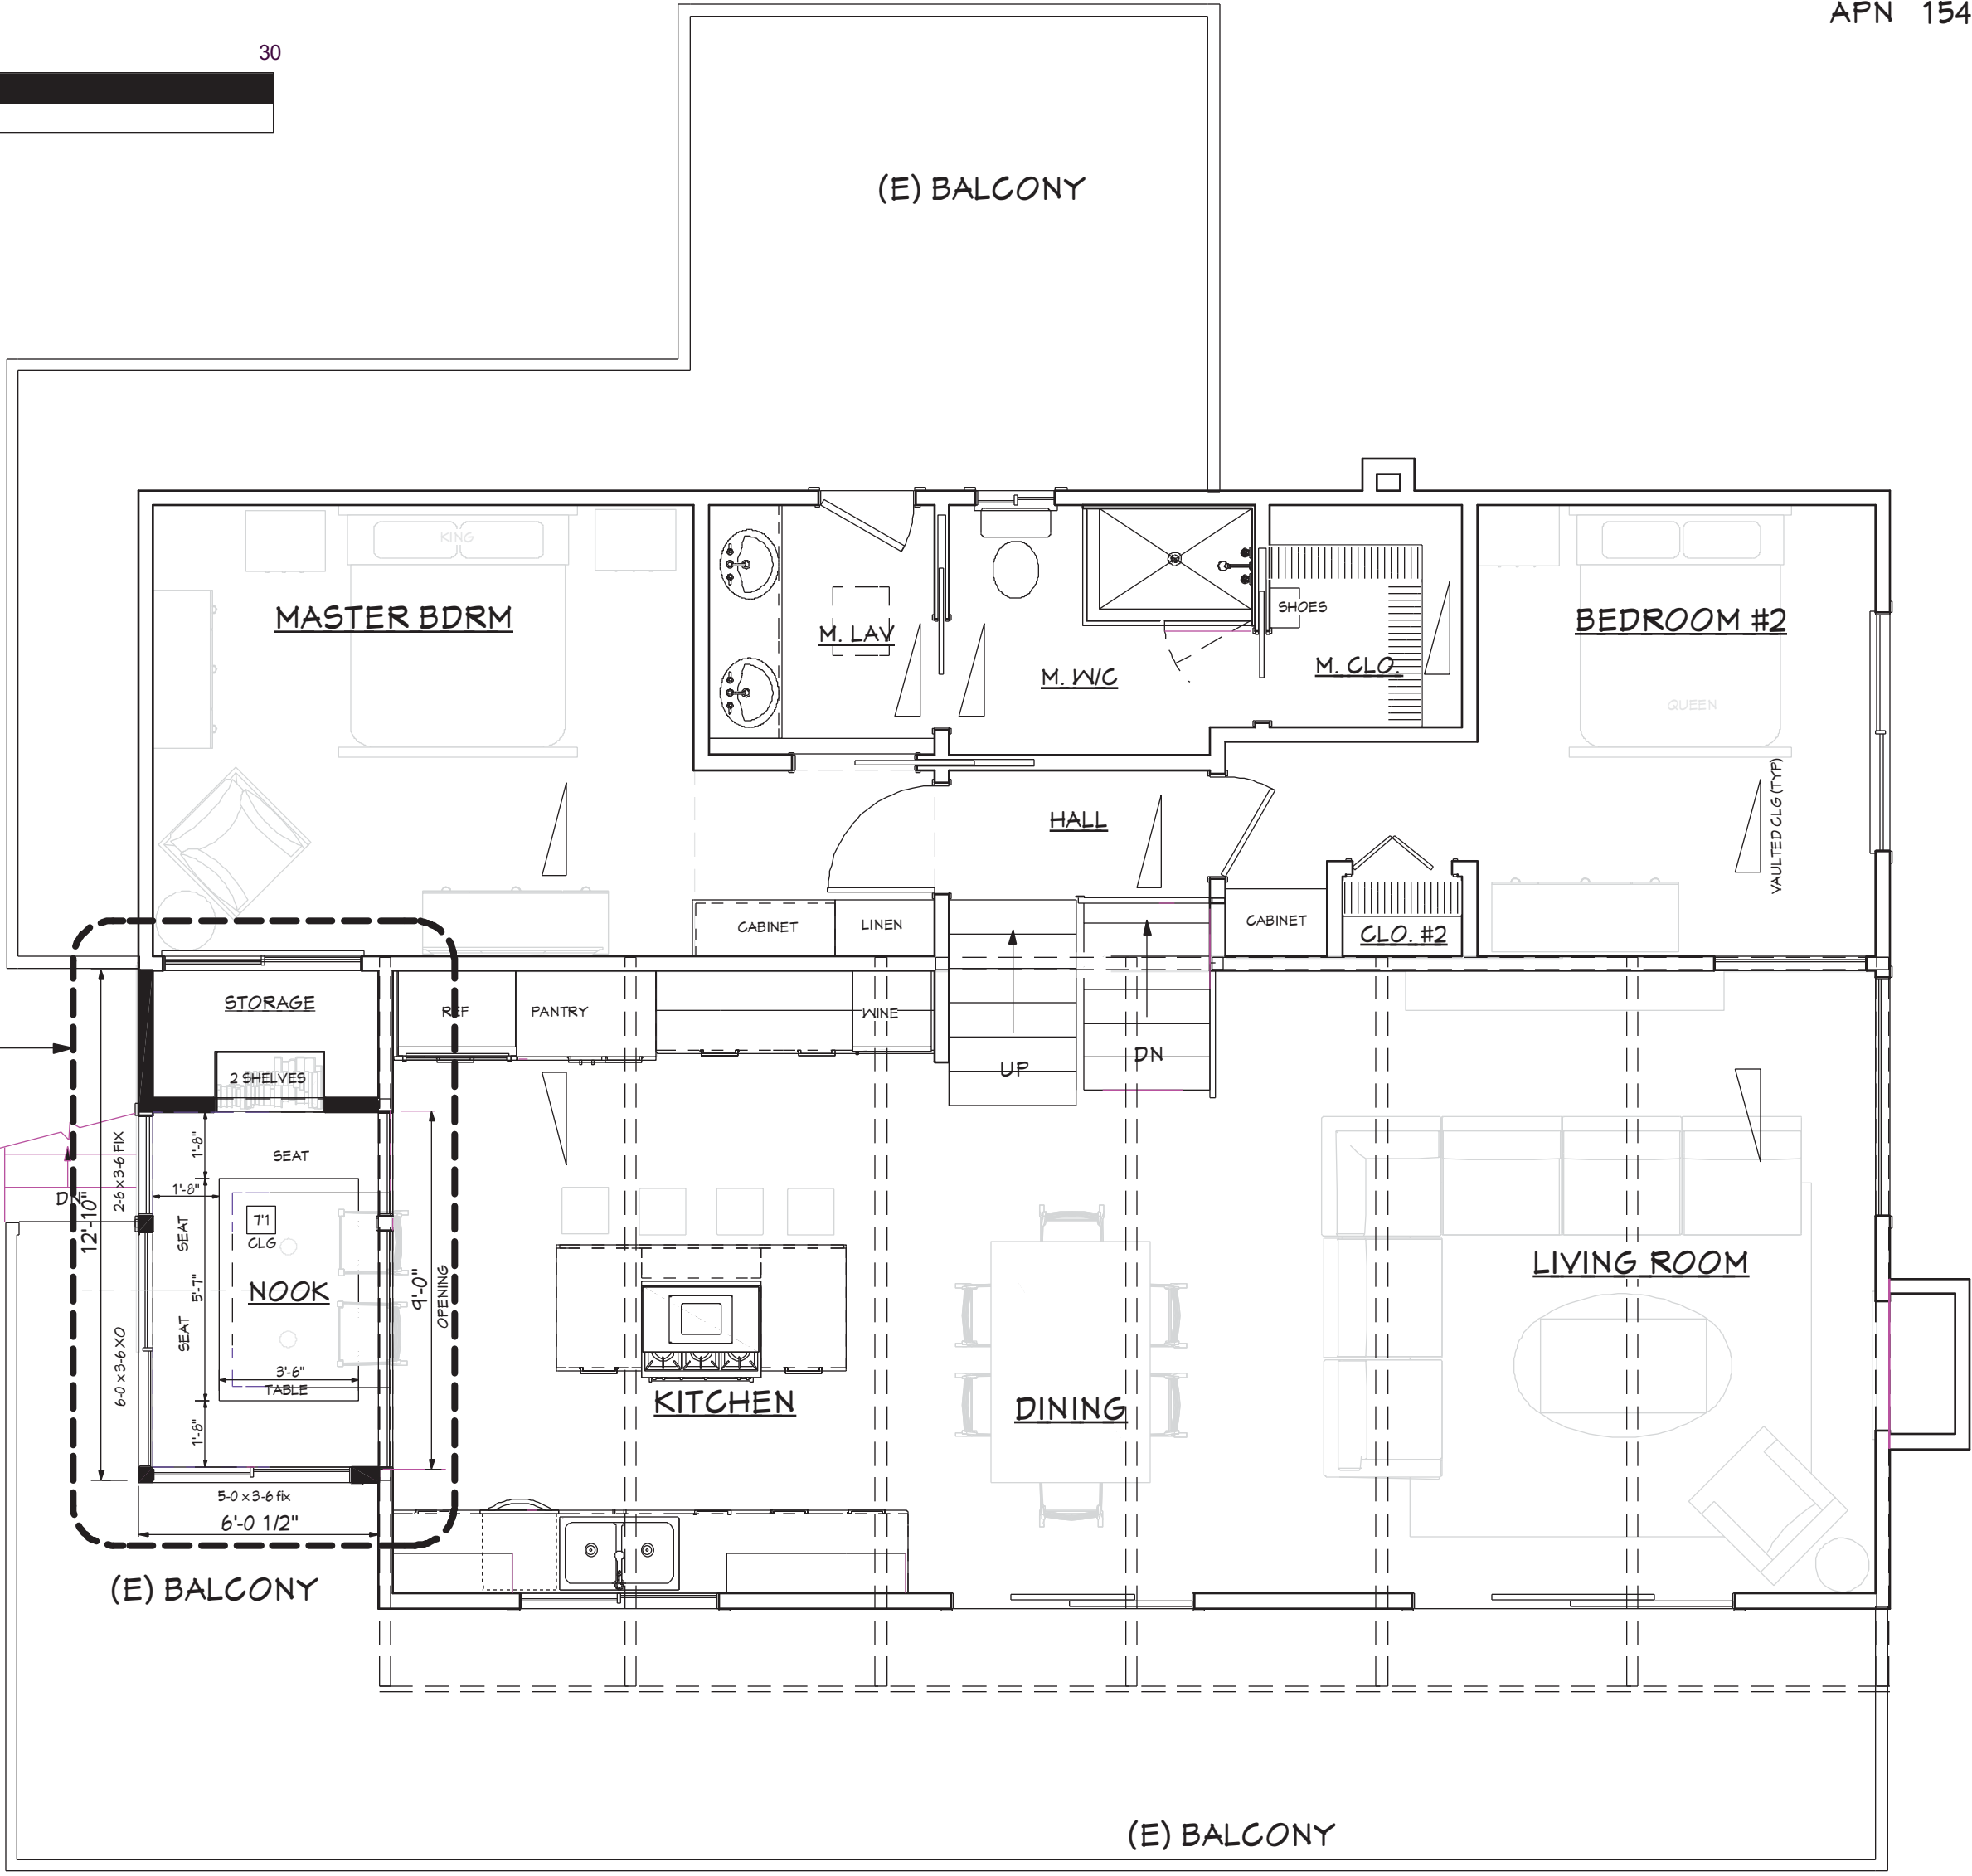 APN 154
30
(E) BALCONY
KING
MASTER BDRM
M. LAV
M. W/C
SHOES
M. CLO.
BEDROOM #2
QUEEN
VAULTED CLG (TYP)
HALL
CABINET
LINEN
CABINET
CLO. #2
STORAGE
REF
PANTRY
WINE
2 SHELVES
UP
DN
2-6 x 3-6 FIX
1'-8"
SEAT
1'-8"
DN
12'-10"
SEAT
7'1
CLG
5'-7"
NOOK
9'-0"
OPENING
SEAT
6-0 x 3-6 XO
3'-6"
TABLE
1'-8"
LIVING ROOM
KITCHEN
DINING
5-0 x 3-6 fix
6'-0 1/2"
(E) BALCONY
(E) BALCONY